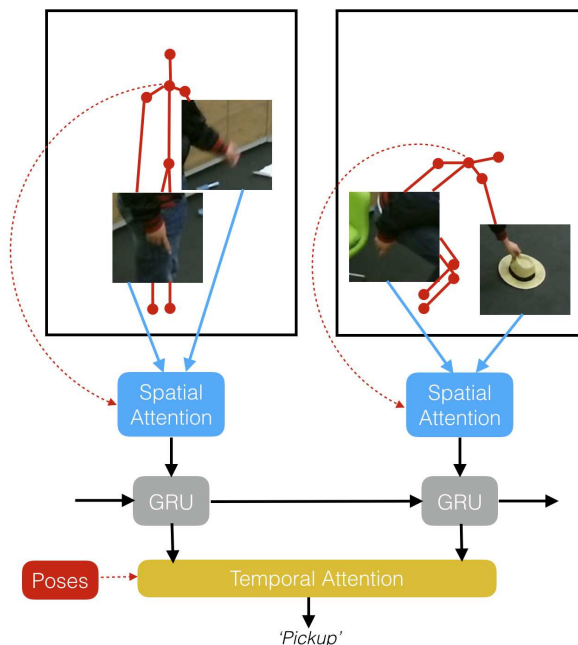 Spatial
Attention
Spatial
Attention
GRU
GRU
Poses
Temporal Attention
'Pickup'